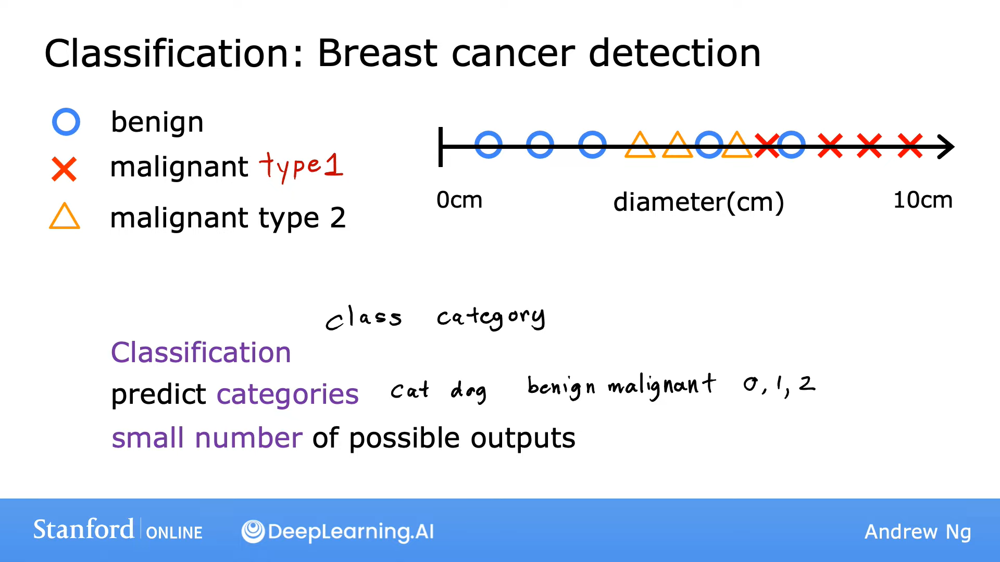 Classification: Breast cancer detection
benign
malignant type1
malignant type 2
0cm diameter(cm) 10cm
class category
Classification
predict categories cat dog benign malignant 0, 1, 2
small number of possible outputs
Stanford ONLINE DeepLearning.AI Andrew Ng